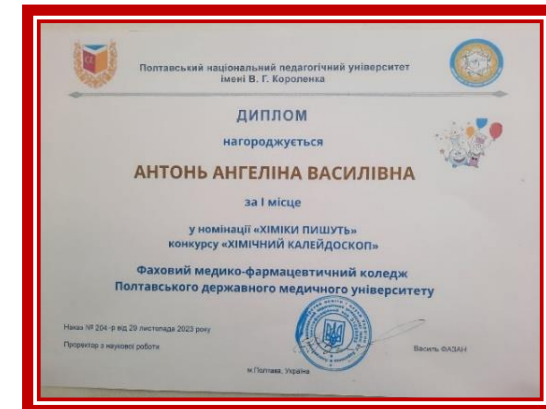 Полтавський національний педагогічний університет
імені В. Г. Короленка
ДИПЛОМ
нагороджується
АНТОНЬ АНГЕЛІНА ВАСИЛІВНА
за І місце
у номінації «ХІМІКИ ПИШУТЬ»
конкурсу «ХІМІЧНИЙ КАЛЕЙДОСКОП»
Фаховий медико-фармацевтичний коледж
Полтавського державного медичного університету
Наказ № 204-р від 29 листопада 2023 року
Проректор з наукової роботи
Василь ФАЗАН
м.Полтава, Україна